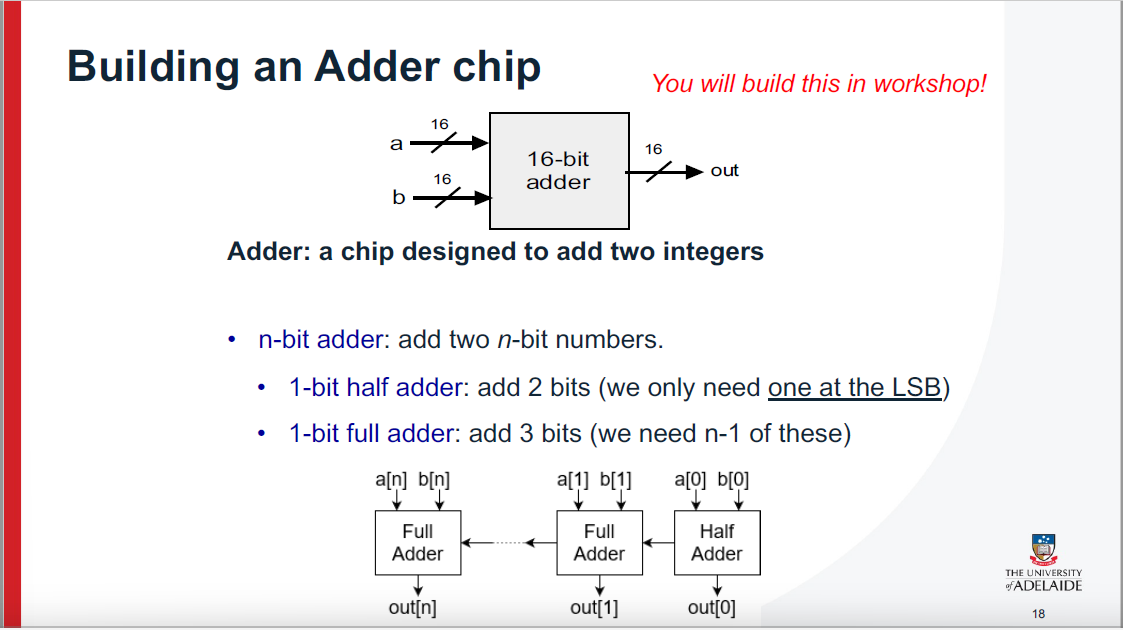 Building an Adder chip
You will build this in workshop!
16
a
16
b
16-bit
adder
16
out
Adder: a chip designed to add two integers
• n-bit adder: add two n-bit numbers.
• 1-bit half adder: add 2 bits (we only need one at the LSB)
• 1-bit full adder: add 3 bits (we need n-1 of these)
a[n] b[n] a[1] b[1] a[0] b[0]
Full Adder
Full Adder
Half Adder
out[n] out[1] out[0]
THE UNIVERSITY
of ADELAIDE
18